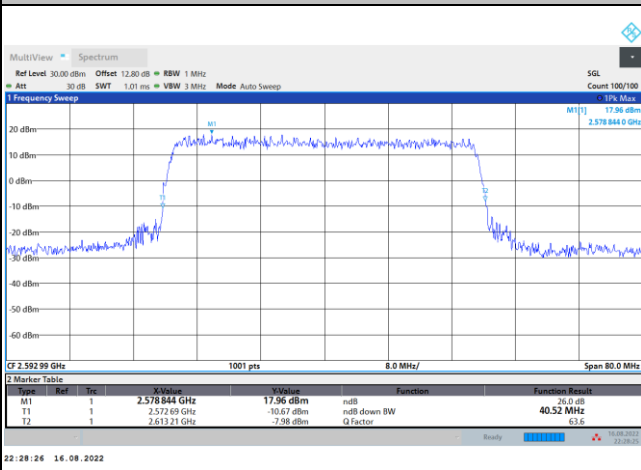 MultiView Spectrum
Ref Level 30.00 dBm Offset 12.80 dB RBW 1 MHz SGL
Att 30 dB SWT 1.01 ms VBW 3 MHz Mode Auto Sweep Count 100/100
1 Frequency Sweep 1Pk Max
M1[1] 17.96 dBm
2.578 844 0 GHz
M1
20 dBm
10 dBm
0 dBm
T1 T2
-10 dBm
-20 dBm
-30 dBm
-40 dBm
-50 dBm
-60 dBm
CF 2.592 99 GHz 1001 pts 8.0 MHz/ Span 80.0 MHz
2 Marker Table
Type Ref Trc X-Value Y-Value Function Function Result
M1 1 2.578 844 GHz 17.96 dBm ndB 26.0 dB
T1 1 2.572 69 GHz -10.67 dBm ndB down BW 40.52 MHz
T2 1 2.613 21 GHz -7.98 dBm Q Factor 63.6
Ready 16.08.2022
22:28:25
22:28:26 16.08.2022